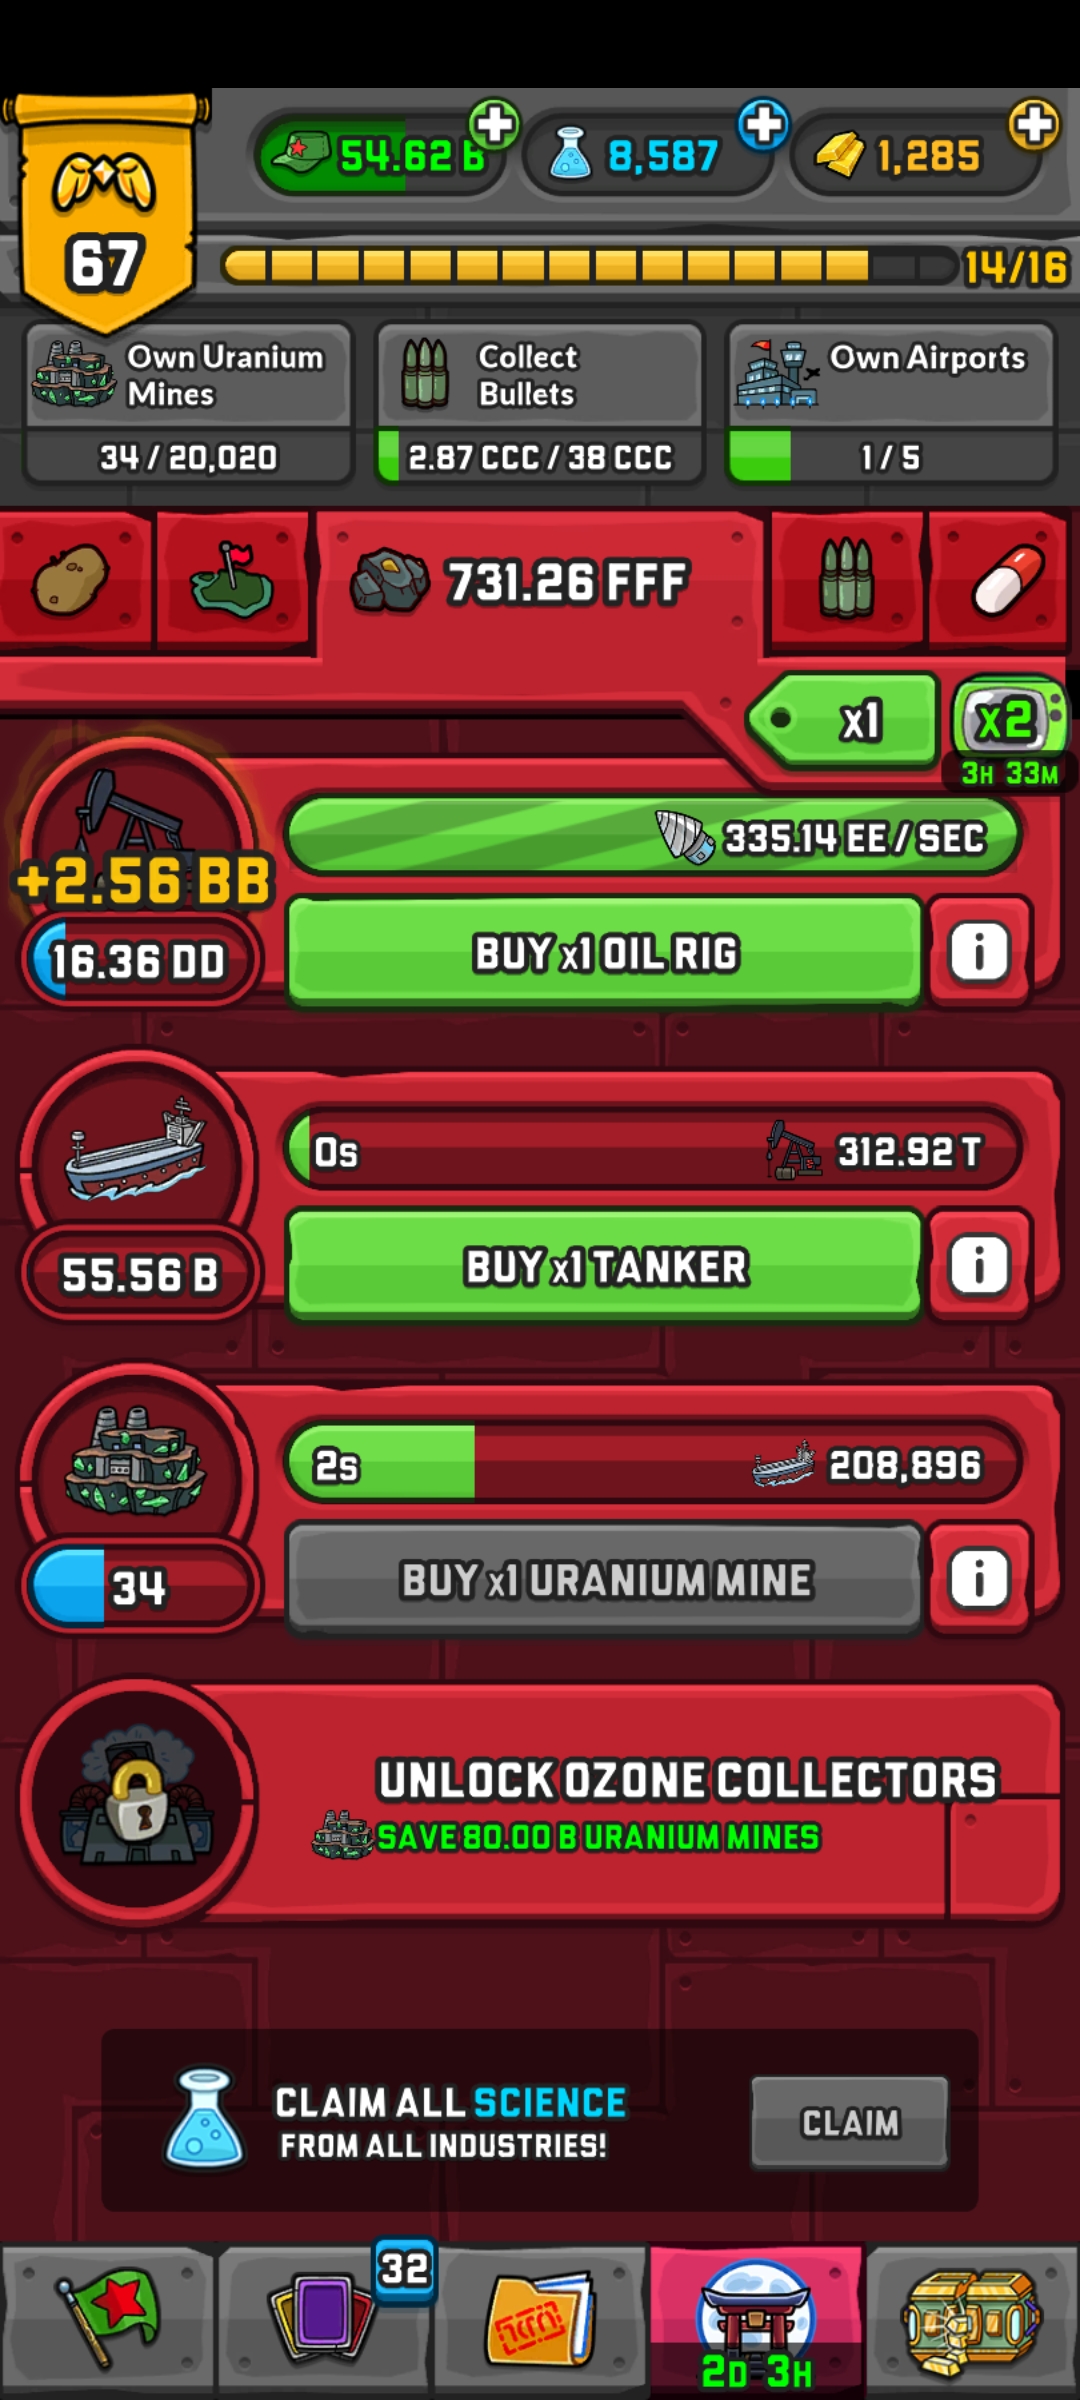 54.62 B
8,587
1,285
67
14/16
Own Uranium
Mines
34 / 20,020
Collect
Bullets
2.87 CCC / 38 CCC
Own Airports
1 / 5
731.26 FFF
x1
x2
3H 33M
335.14 EE / SEC
+2.56 BB
16.36 DD
BUY x1 OIL RIG
i
0s
312.92 T
55.56 B
BUY x1 TANKER
i
2s
208,896
34
BUY x1 URANIUM MINE
i
UNLOCK OZONE COLLECTORS
SAVE 80.00 B URANIUM MINES
CLAIM ALL SCIENCE
FROM ALL INDUSTRIES!
CLAIM
32
2D 3H